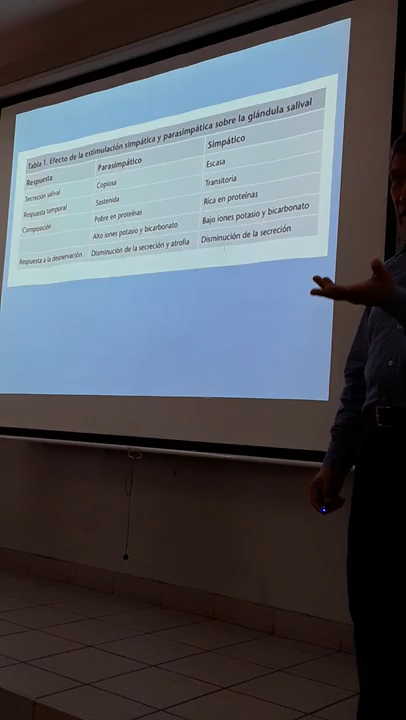 Tabla 1. Efecto de la estimulación simpática y parasimpática sobre la glándula salival
Respuesta Parasimpático Simpático
Secreción salival Copiosa Escasa
Respuesta temporal Sostenida Transitoria
Composición Pobre en proteínas Rica en proteínas
Alto iones potasio y bicarbonato Bajo iones potasio y bicarbonato
Respuesta a la desnervación Disminución de la secreción y atrofia Disminución de la secreción